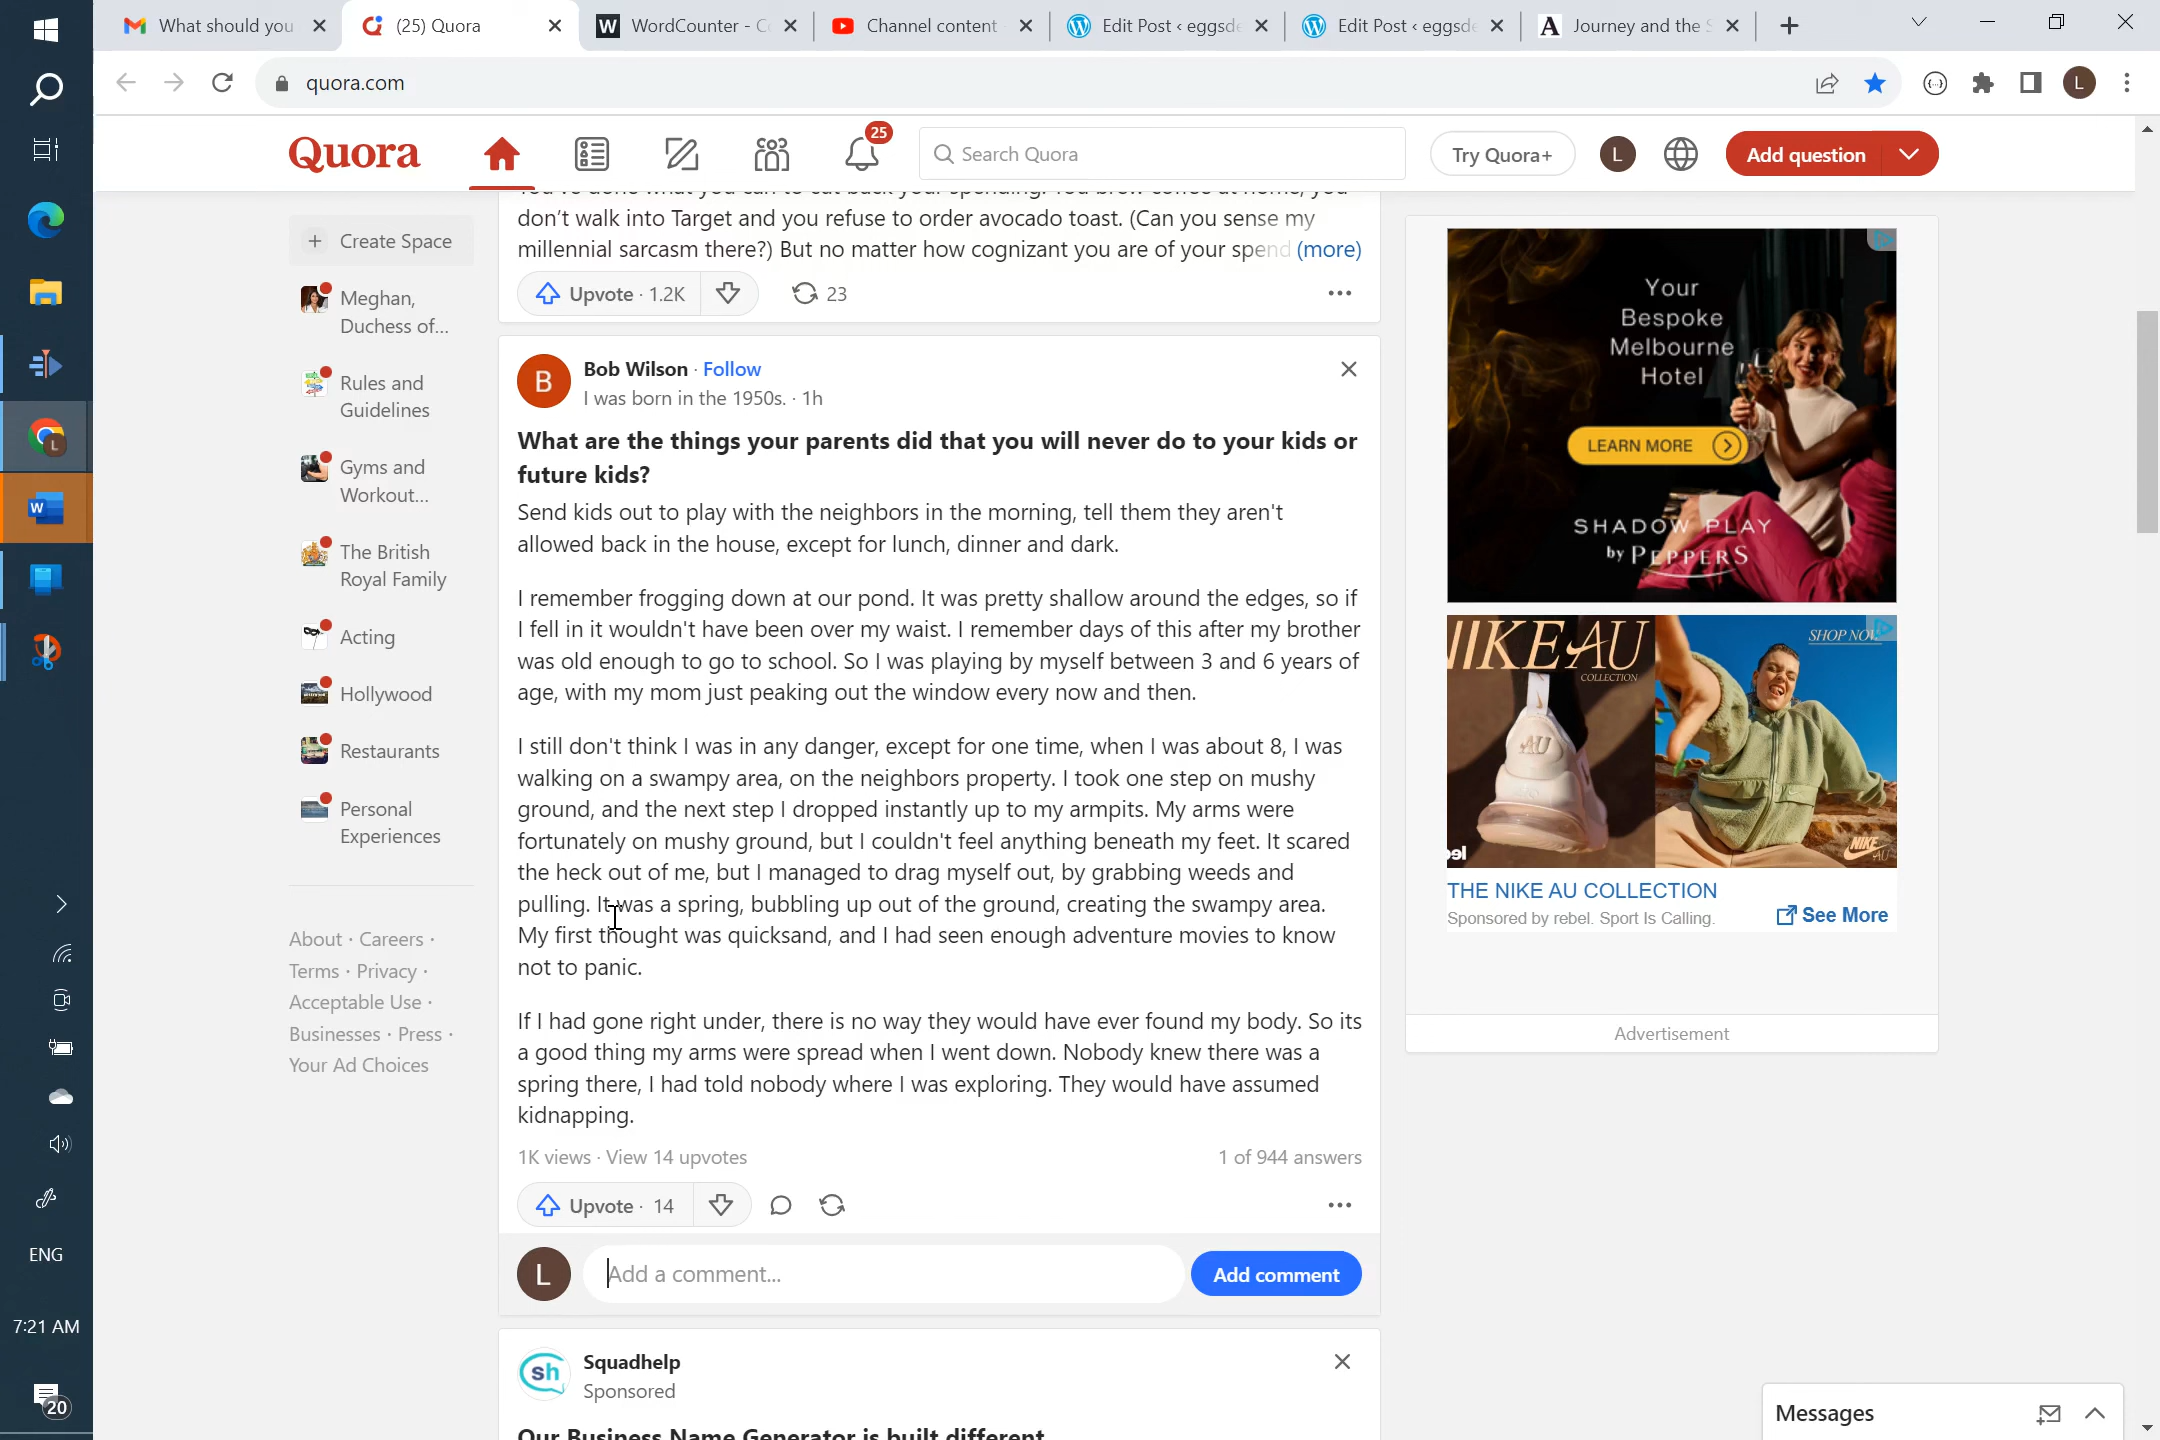 What should you
(25) Quora
WordCounter - C
Channel content
Edit Post ‹ eggsde
Edit Post ‹ eggsde
Journey and the S
quora.com
Quora
25
Search Quora
Try Quora+
L
Add question
Create Space
Meghan,
Duchess of...
Rules and
Guidelines
Gyms and
Workout...
The British
Royal Family
Acting
Hollywood
Restaurants
Personal
Experiences
About · Careers ·
Terms · Privacy ·
Acceptable Use ·
Businesses · Press ·
Your Ad Choices
don't walk into Target and you refuse to order avocado toast. (Can you sense my
millennial sarcasm there?) But no matter how cognizant you are of your spend (more)
Upvote · 1.2K
23
B
Bob Wilson · Follow
I was born in the 1950s. · 1h
What are the things your parents did that you will never do to your kids or
future kids?
Send kids out to play with the neighbors in the morning, tell them they aren't
allowed back in the house, except for lunch, dinner and dark.
I remember frogging down at our pond. It was pretty shallow around the edges, so if
I fell in it wouldn't have been over my waist. I remember days of this after my brother
was old enough to go to school. So I was playing by myself between 3 and 6 years of
age, with my mom just peaking out the window every now and then.
I still don't think I was in any danger, except for one time, when I was about 8, I was
walking on a swampy area, on the neighbors property. I took one step on mushy
ground, and the next step I dropped instantly up to my armpits. My arms were
fortunately on mushy ground, but I couldn't feel anything beneath my feet. It scared
the heck out of me, but I managed to drag myself out, by grabbing weeds and
pulling. It was a spring, bubbling up out of the ground, creating the swampy area.
My first thought was quicksand, and I had seen enough adventure movies to know
not to panic.
If I had gone right under, there is no way they would have ever found my body. So its
a good thing my arms were spread when I went down. Nobody knew there was a
spring there, I had told nobody where I was exploring. They would have assumed
kidnapping.
1K views · View 14 upvotes
1 of 944 answers
Upvote · 14
L
Add a comment...
Add comment
sh
Squadhelp
Sponsored
Our Business Name Generator is built different
Your
Bespoke
Melbourne
Hotel
LEARN MORE
SHADOW PLAY
by PEPPERS
NIKE AU
COLLECTION
SHOP NOW
AU
NIKE
AU
THE NIKE AU COLLECTION
Sponsored by rebel. Sport Is Calling.
See More
Advertisement
Messages
ENG
7:21 AM
20